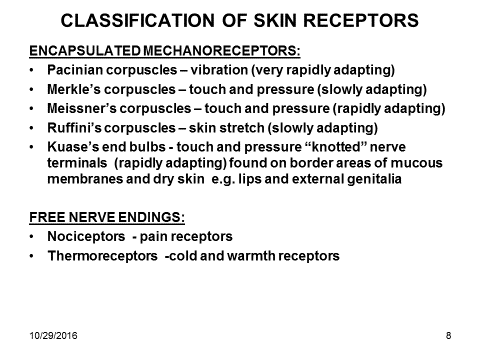 CLASSIFICATION OF SKIN RECEPTORS
ENCAPSULATED MECHANORECEPTORS:
• Pacinian corpuscles – vibration (very rapidly adapting)
• Merkle's corpuscles – touch and pressure (slowly adapting)
• Meissner's corpuscles – touch and pressure (rapidly adapting)
• Ruffini's corpuscles – skin stretch (slowly adapting)
• Kuase's end bulbs - touch and pressure “knotted” nerve
terminals (rapidly adapting) found on border areas of mucous
membranes and dry skin e.g. lips and external genitalia
FREE NERVE ENDINGS:
• Nociceptors - pain receptors
• Thermoreceptors -cold and warmth receptors
10/29/2016
8